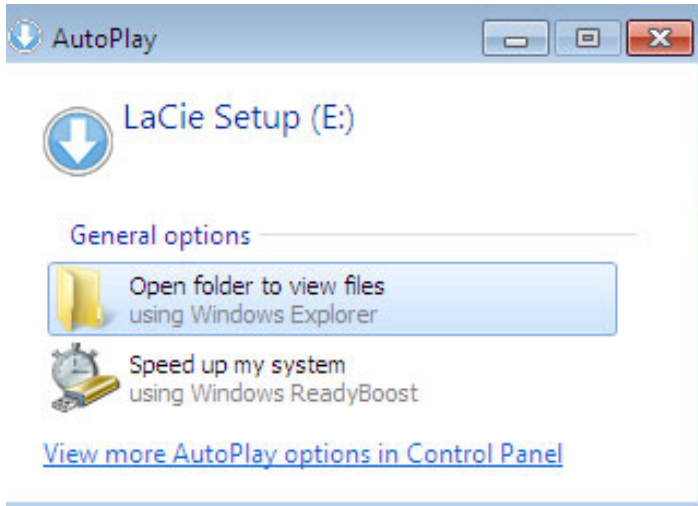 AutoPlay
LaCie Setup (E:)
General options
Open folder to view files
using Windows Explorer
Speed up my system
using Windows ReadyBoost
View more AutoPlay options in Control Panel